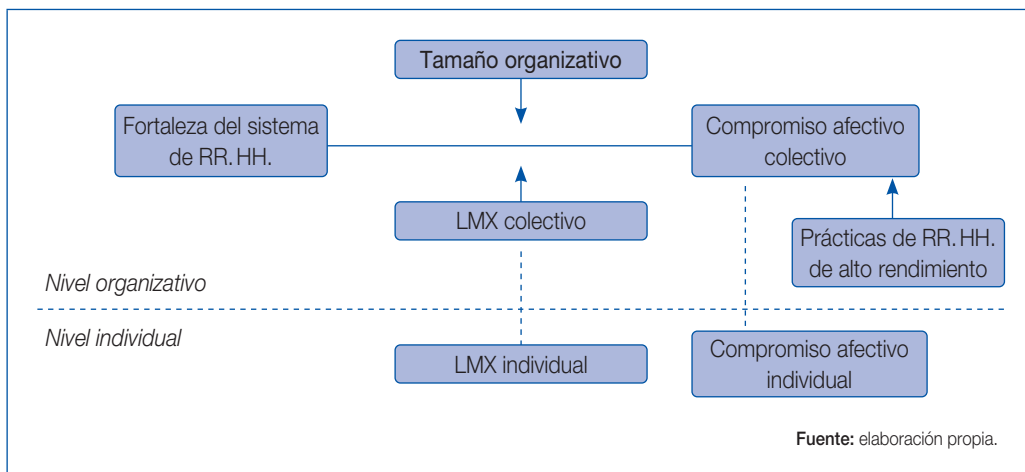 Tamaño organizativo
Fortaleza del sistema
de RR. HH.
Compromiso afectivo
colectivo
LMX colectivo
Prácticas de RR. HH.
de alto rendimiento
Nivel organizativo
Nivel individual
LMX individual
Compromiso afectivo
individual
Fuente: elaboración propia.